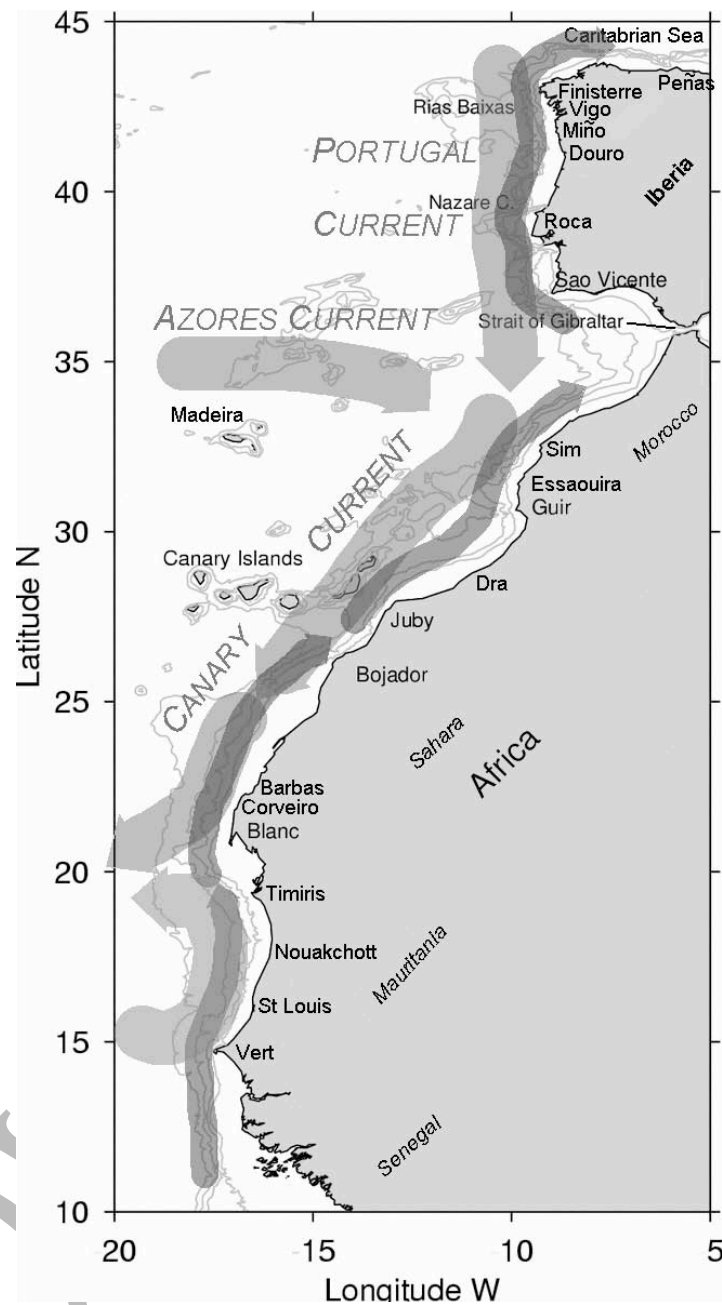 45
Cantabrian Sea
Peñas
Finisterre
Rías Baixas
Vigo
Miño
PORTUGAL
Douro
40
Iberia
Nazare C.
CURRENT
Roca
Sao Vicente
AZORES CURRENT
Strait of Gibraltar
35
Madeira
Morocco
Sim
CURRENT
Essaouira
Guir
30
Canary Islands
Dra
Juby
Latitude N
CANARY
Bojador
25
Sahara
Africa
Barbas
Corveiro
Blanc
20
Timiris
Nouakchott
Mauritania
St Louis
15
Vert
Senegal
10
-20
-15
-10
5
Longitude W